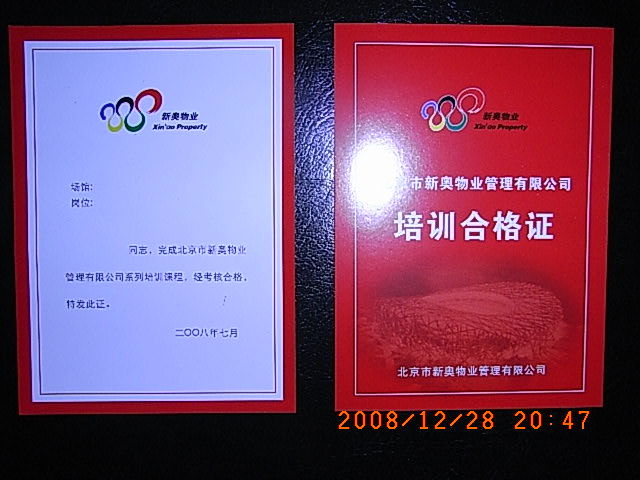 新奥物业
Xin'ao Property
场馆:
岗位:
同志，完成北京市新奥物业
管理有限公司系列培训课程，经考核合格，
特发此证。
二〇〇八年七月
新奥物业
Xin'ao Property
市新奥物业管理有限公司
培训合格证
北京市新奥物业管理有限公司
2008/12/28 20:47